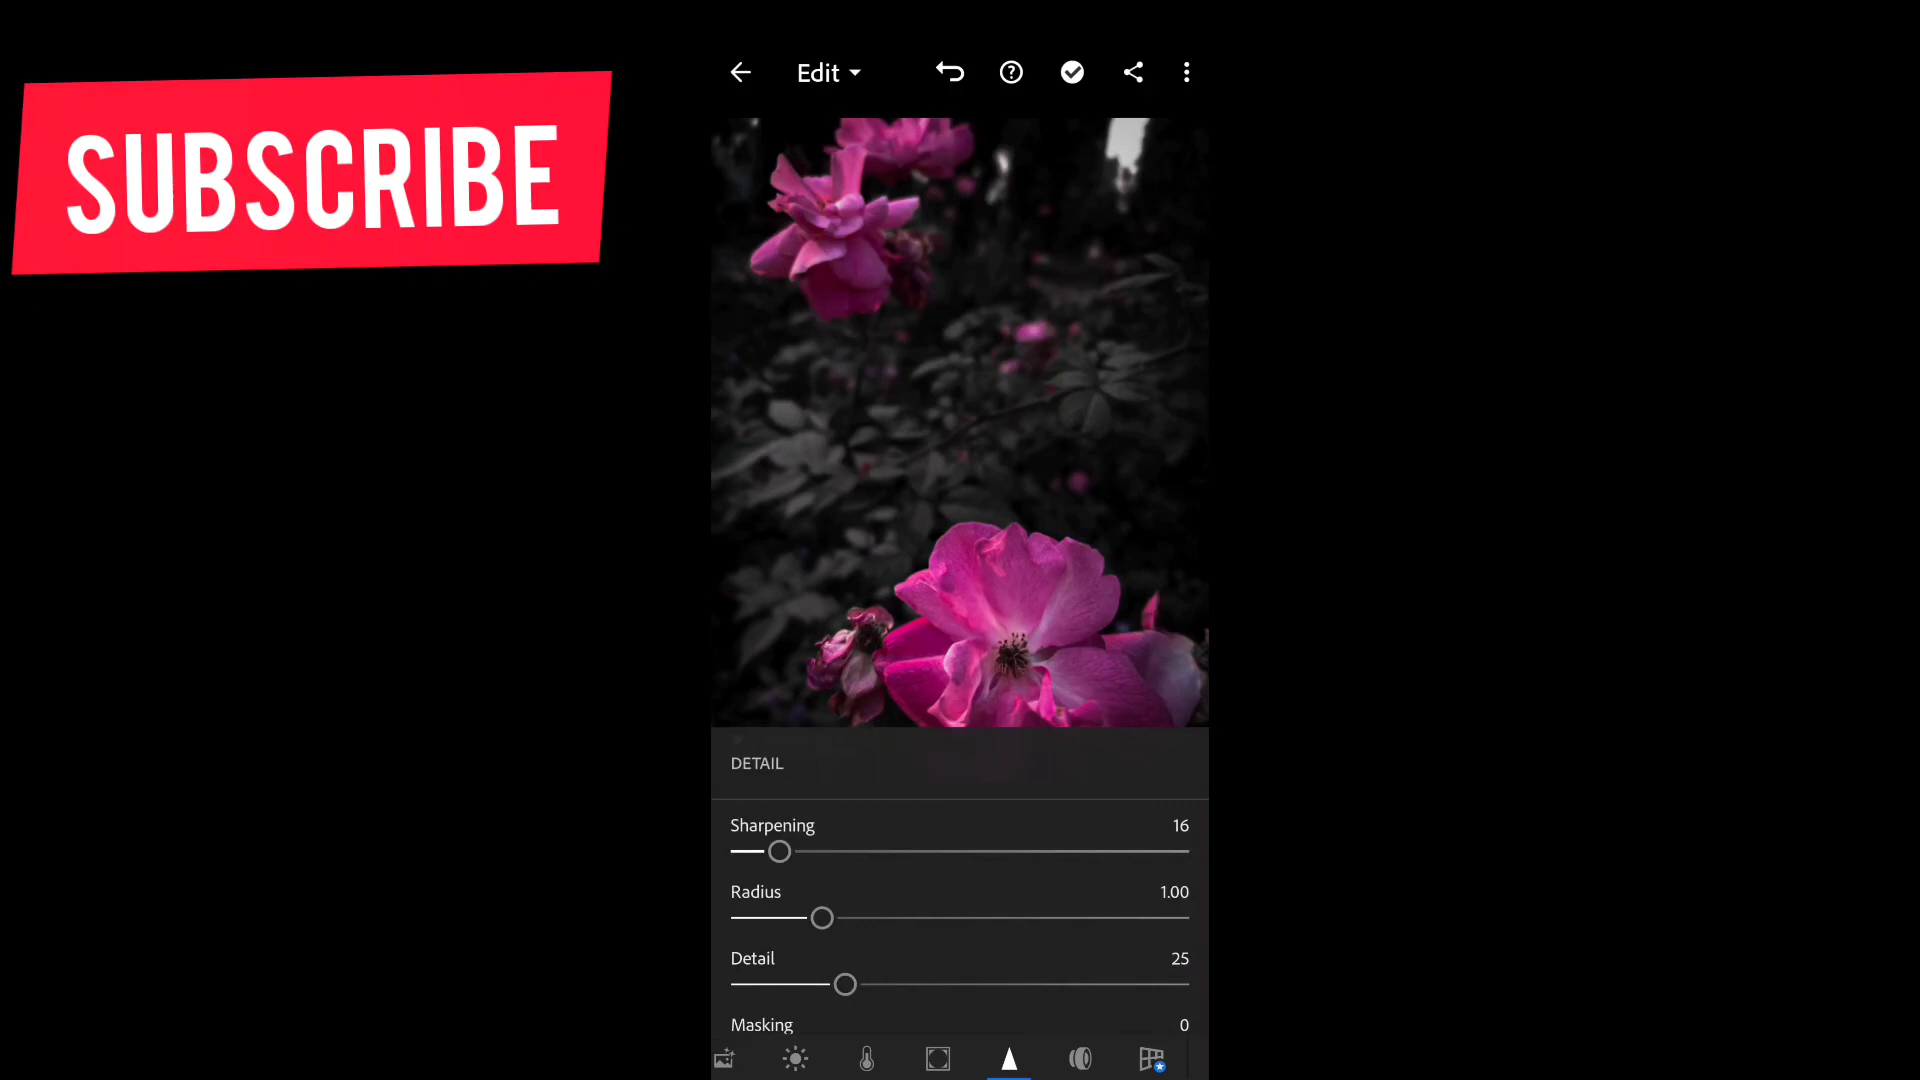 SUBSCRIBE
Edit
DETAIL
Sharpening 16
Radius 1.00
Detail 25
Masking 0